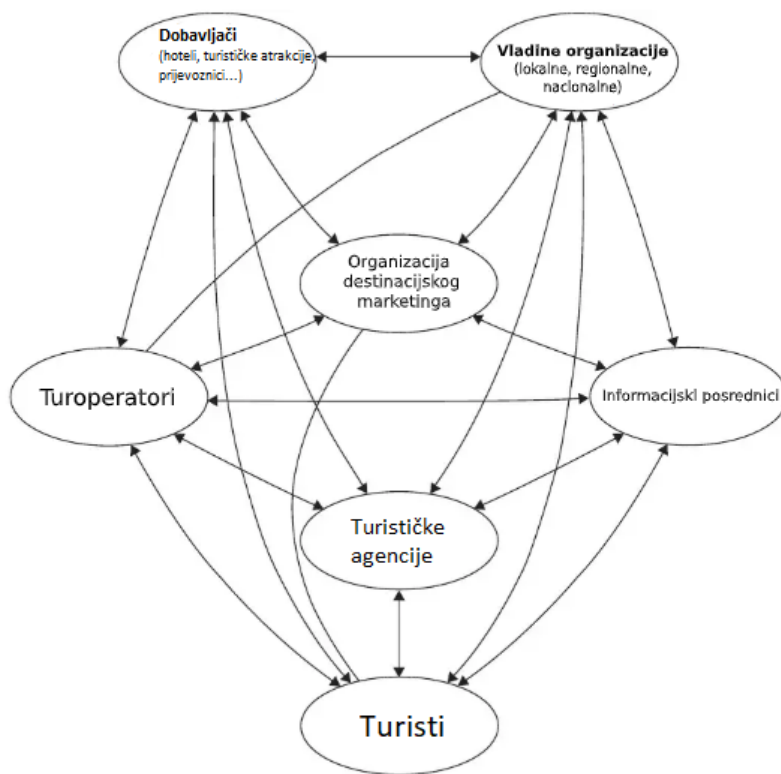 Dobavljači
(hoteli, turističke atrakcije,
prijevoznici...)
Vladine organizacije
(lokalne, regionalne,
nacionalne)
Organizacija
destinacijskog
marketinga
Turoperatori
Informacijski posrednici
Turističke
agencije
Turisti